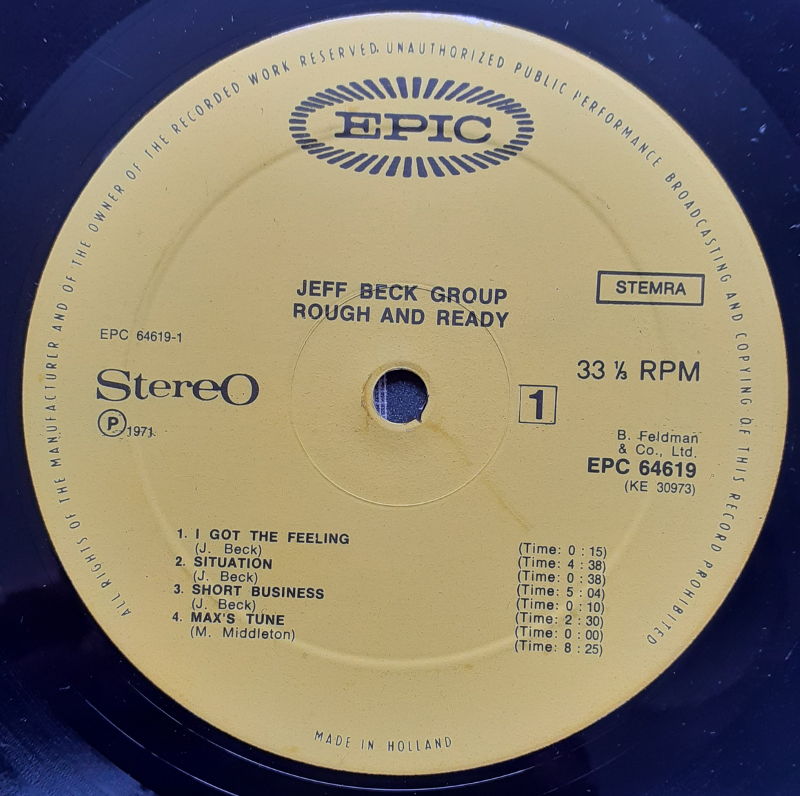 ALL RIGHTS OF THE MANUFACTURER AND OF THE OWNER OF THE RECORDED WORK RESERVED. UNAUTHORIZED PUBLIC PERFORMANCE BROADCASTING AND COPYING OF THIS RECORD PROHIBITED
EPIC
JEFF BECK GROUP
ROUGH AND READY
STEMRA
EPC 64619-1
Stereo
Ⓟ 1971
33 ⅓ RPM
1
B. Feldman
& Co., Ltd.
EPC 64619
(KE 30973)
1. I GOT THE FEELING (Time: 0 : 15)
(J. Beck) (Time: 4 : 38)
2. SITUATION (Time: 0 : 38)
(J. Beck) (Time: 5 : 04)
3. SHORT BUSINESS (Time: 0 : 10)
(J. Beck) (Time: 2 : 30)
4. MAX'S TUNE (Time: 0 : 00)
(M. Middleton) (Time: 8 : 25)
MADE IN HOLLAND